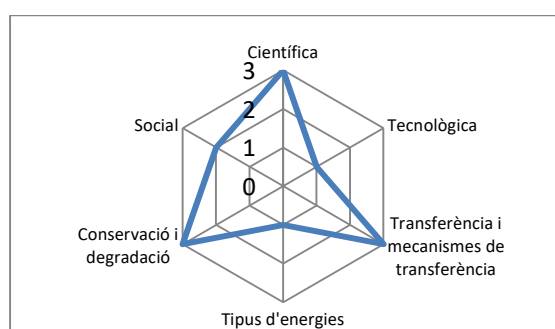 Científica
3
2
1
0
Tecnològica
Transferència i
mecanismes de
transferència
Tipus d'energies
Conservació i
degradació
Social